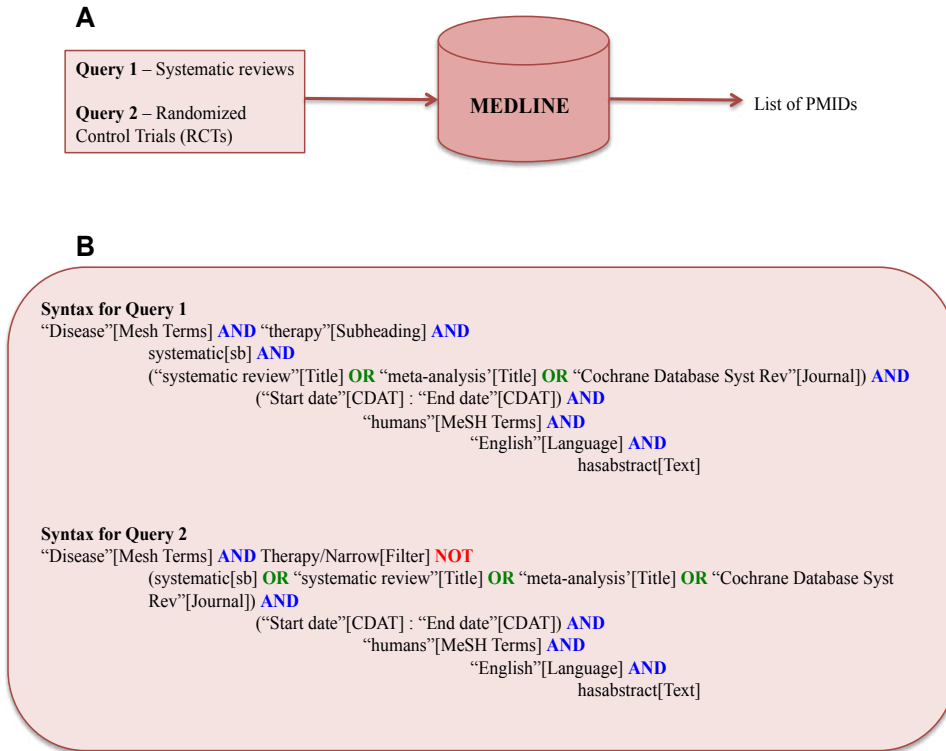 A
Query 1 – Systematic reviews
Query 2 – Randomized
Control Trials (RCTs)
MEDLINE
List of PMIDs
B
Syntax for Query 1
“Disease”[Mesh Terms] AND “therapy”[Subheading] AND
systematic[sb] AND
(“systematic review”[Title] OR “meta-analysis’[Title] OR “Cochrane Database Syst Rev”[Journal]) AND
(“Start date”[CDAT] : “End date”[CDAT]) AND
“humans”[MeSH Terms] AND
“English”[Language] AND
hasabstract[Text]
Syntax for Query 2
“Disease”[Mesh Terms] AND Therapy/Narrow[Filter] NOT
(systematic[sb] OR “systematic review”[Title] OR “meta-analysis’[Title] OR “Cochrane Database Syst
Rev”[Journal]) AND
(“Start date”[CDAT] : “End date”[CDAT]) AND
“humans”[MeSH Terms] AND
“English”[Language] AND
hasabstract[Text]